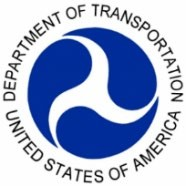 DEPARTMENT OF TRANSPORTATION
UNITED STATES OF AMERICA